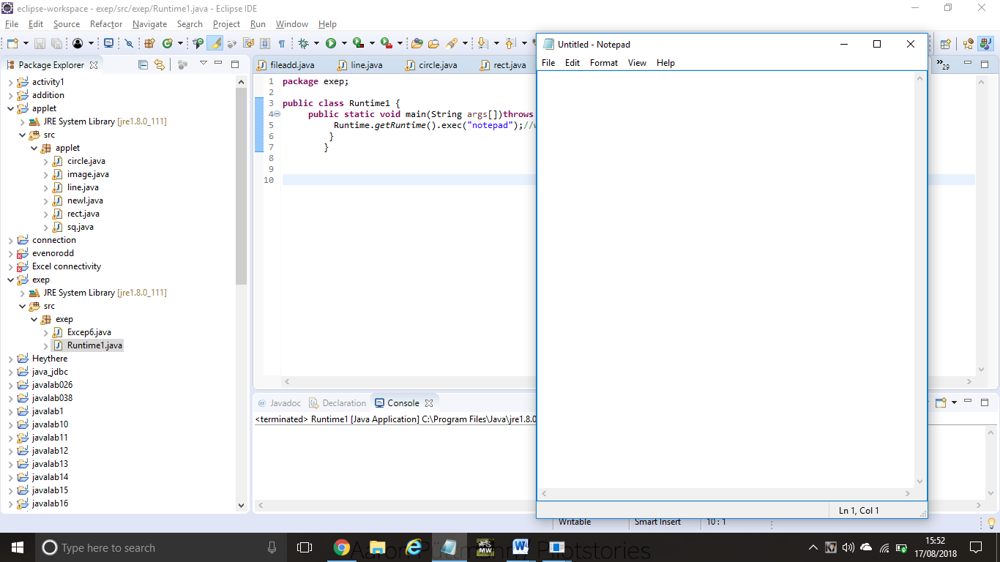 eclipse-workspace - exep/src/exep/Runtime1.java - Eclipse IDE
File Edit Source Refactor Navigate Search Project Run Window Help
Package Explorer
activity1
addition
applet
JRE System Library [jre1.8.0_111]
src
applet
circle.java
image.java
line.java
newl.java
rect.java
sq.java
connection
evenorodd
Excel connectivity
exep
JRE System Library [jre1.8.0_111]
src
exep
Excep6.java
Runtime1.java
Heythere
java_jdbc
javalab026
javalab038
javalab1
javalab10
javalab11
javalab12
javalab13
javalab14
javalab15
javalab16
fileadd.java line.java circle.java rect.java
29
1 package exep;
2
3 public class Runtime1 {
4 public static void main(String args[])throws
5 Runtime.getRuntime().exec("notepad");//
6 }
7 }
8
9
10
Javadoc Declaration Console
<terminated> Runtime1 [Java Application] C:\Program Files\Java\jre1.8.0
Untitled - Notepad
File Edit Format View Help
Ln 1, Col 1
Writable Smart Insert 10 : 1
Type here to search
15:52
17/08/2018